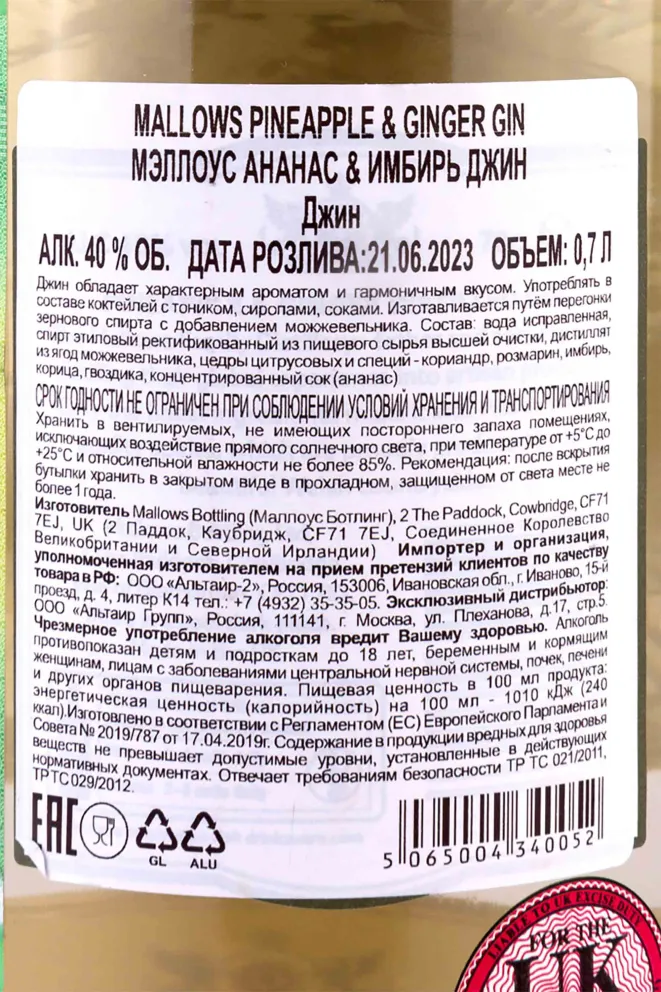 MALLOWS PINEAPPLE & GINGER GIN
МЭЛЛОУС АНАНАС & ИМБИРЬ ДЖИН
Джин
АЛК. 40 % ОБ. ДАТА РОЗЛИВА:21.06.2023 ОБЪЕМ: 0,7 Л
Джин обладает характерным ароматом и гармоничным вкусом. Употреблять в
составе коктейлей с тоником, сиропами, соками. Изготавливается путём перегонки
зернового спирта с добавлением можжевельника. Состав: вода исправленная,
спирт этиловый ректификованный из пищевого сырья высшей очистки, дистиллят
из ягод можжевельника, цедры цитрусовых и специй - кориандр, розмарин, имбирь,
корица, гвоздика, концентрированный сок (ананас)
СРОК ГОДНОСТИ НЕ ОГРАНИЧЕН ПРИ СОБЛЮДЕНИИ УСЛОВИЙ ХРАНЕНИЯ И ТРАНСПОРТИРОВАНИЯ
Хранить в вентилируемых, не имеющих постороннего запаха помещениях,
исключающих воздействие прямого солнечного света, при температуре от +5°С до
+25°С и относительной влажности не более 85%. Рекомендация: после вскрытия
бутылки хранить в закрытом виде в прохладном, защищенном от света месте не
более 1 года.
Изготовитель Mallows Bottling (Маллоус Ботлинг), 2 The Paddock, Cowbridge, CF71
7EJ, UK (2 Паддок, Каубридж, CF71 7EJ, Соединенное Королевство
Великобритании и Северной Ирландии) Импортер и организация,
уполномоченная изготовителем на прием претензий клиентов по качеству
товара в РФ: ООО «Альтаир-2», Россия, 153006, Ивановская обл., г. Иваново, 15-й
проезд, д. 4, литер К14 тел.: +7 (4932) 35-35-05. Эксклюзивный дистрибьютор:
ООО «Альтаир Групп», Россия, 111141, г. Москва, ул. Плеханова, д.17, стр.5.
Чрезмерное употребление алкоголя вредит Вашему здоровью. Алкоголь
противопоказан детям и подросткам до 18 лет, беременным и кормящим
женщинам, лицам с заболеваниями центральной нервной системы, почек, печени
и других органов пищеварения. Пищевая ценность в 100 мл продукта:
энергетическая ценность (калорийность) на 100 мл - 1010 кДж (240
ккал).Изготовлено в соответствии с Регламентом (ЕС) Европейского Парламента и
Совета № 2019/787 от 17.04.2019г. Содержание в продукции вредных для здоровья
веществ не превышает допустимые уровни, установленные в действующих
нормативных документах. Отвечает требованиям безопасности ТР ТС 021/2011,
ТР ТС 029/2012.
ЕАС
GL ALU
5 065004 340052
LIABLE TO UK EXCISE DUTY
FOR THE
UK